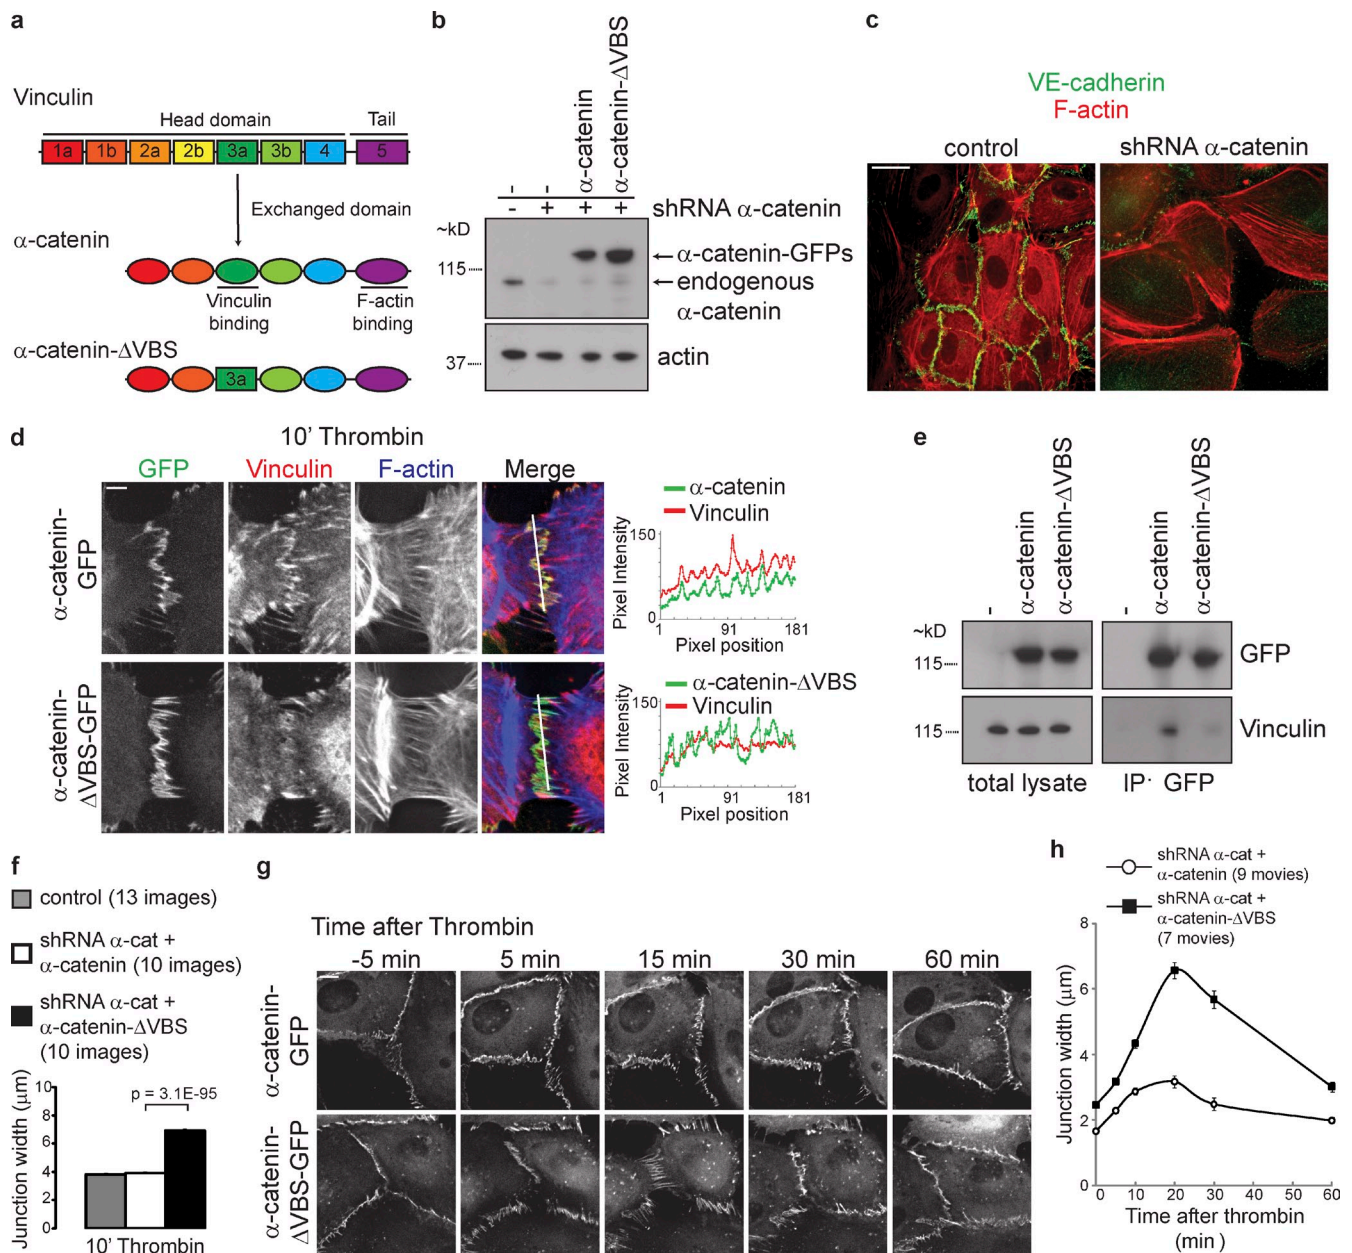 a
Vinculin
Head domain
Tail
1a 1b 2a 2b 3a 3b 4 5
Exchanged domain
α-catenin
Vinculin
binding
F-actin
binding
α-catenin-ΔVBS
3a
b
- - α-catenin α-catenin-ΔVBS
- + + + shRNA α-catenin
~kD
115
α-catenin-GFPs
endogenous
α-catenin
37
actin
c
VE-cadherin
F-actin
control
shRNA α-catenin
d
10’ Thrombin
GFP Vinculin F-actin Merge
α-catenin-
GFP
α-catenin
Vinculin
Pixel Intensity
150
0
1 91 181
Pixel position
α-catenin-
ΔVBS-GFP
α-catenin-ΔVBS
Vinculin
Pixel Intensity
150
0
1 91 181
Pixel position
e
- α-catenin α-catenin-ΔVBS
- α-catenin α-catenin-ΔVBS
~kD
115
GFP
115
Vinculin
total lysate
IP· GFP
f
control (13 images)
shRNA α-cat +
α-catenin (10 images)
shRNA α-cat +
α-catenin-ΔVBS
(10 images)
Junction width (μm)
10
8
6
4
2
0
p = 3.1E-95
10’ Thrombin
g
Time after Thrombin
-5 min 5 min 15 min 30 min 60 min
α-catenin-
GFP
α-catenin-
ΔVBS-GFP
h
shRNA α-cat +
α-catenin (9 movies)
shRNA α-cat +
α-catenin-ΔVBS
(7 movies)
Junction width (μm)
8
6
4
2
0
0 10 20 30 40 50 60
Time after thrombin
(min )